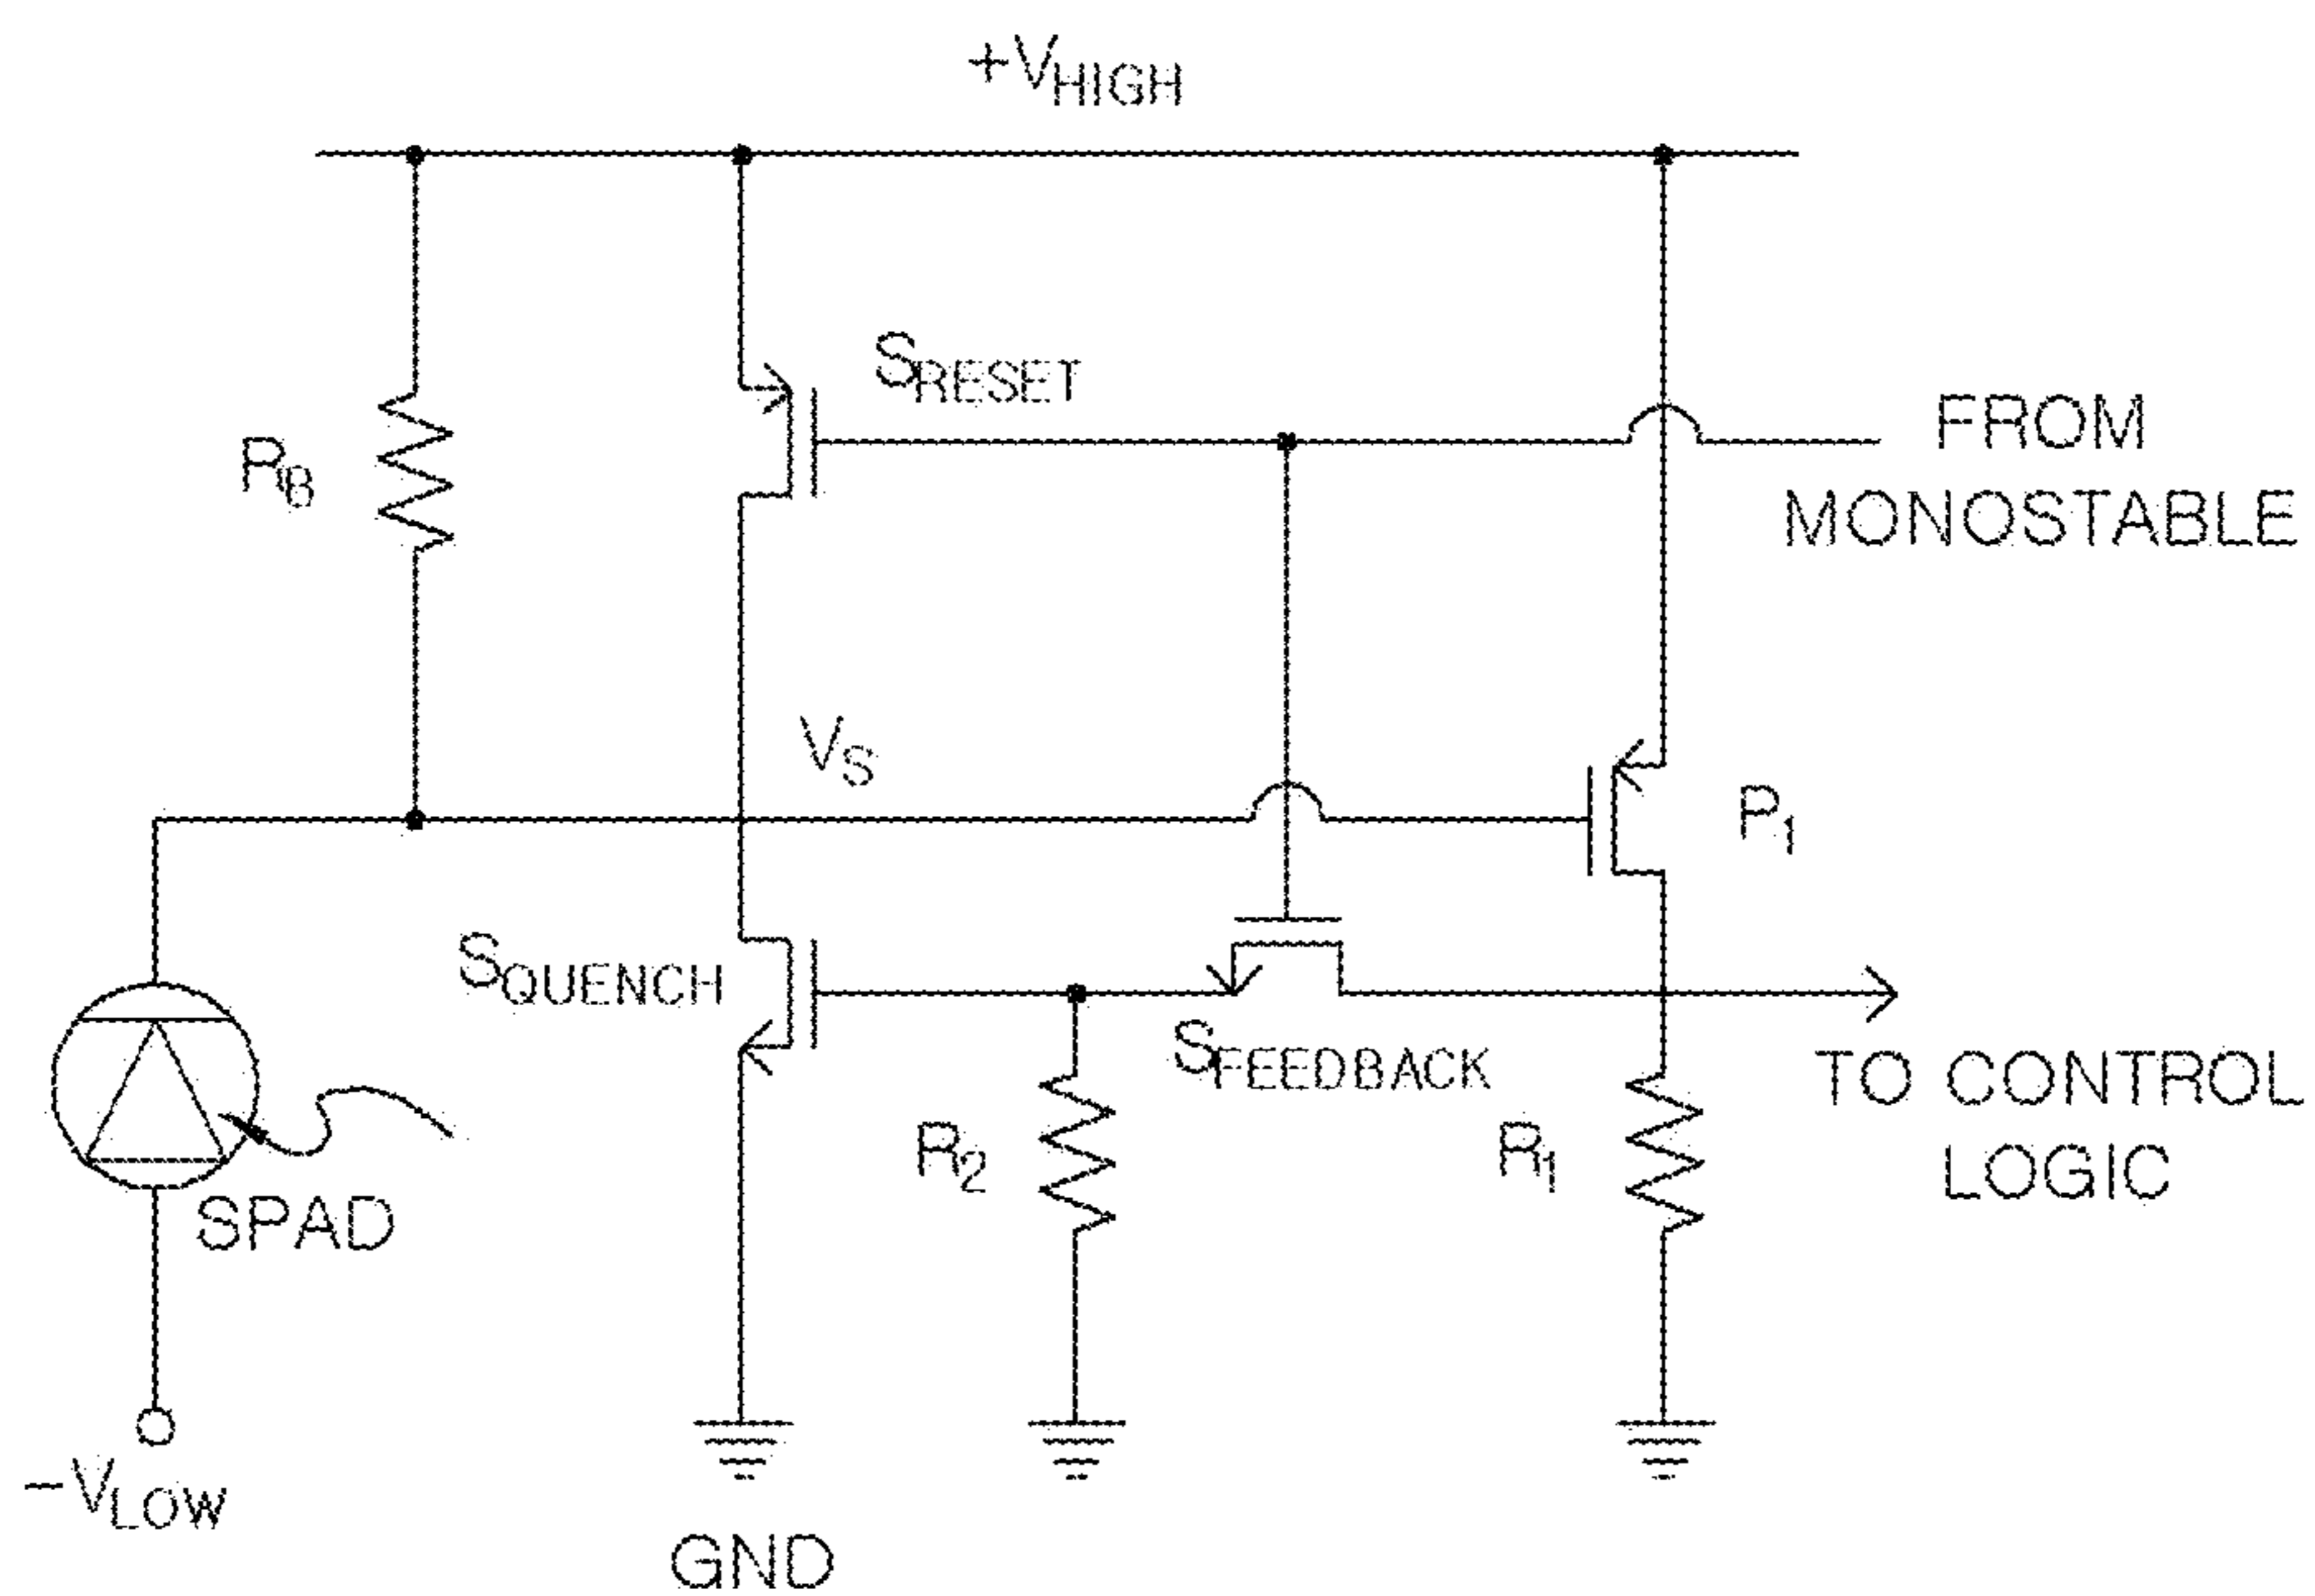 +VHIGH
SRESET
RB
FROM
MONOSTABLE
VS
P1
SQUENCH
SFEEDBACK
TO CONTROL
LOGIC
R2
R1
SPAD
-VLOW
GND